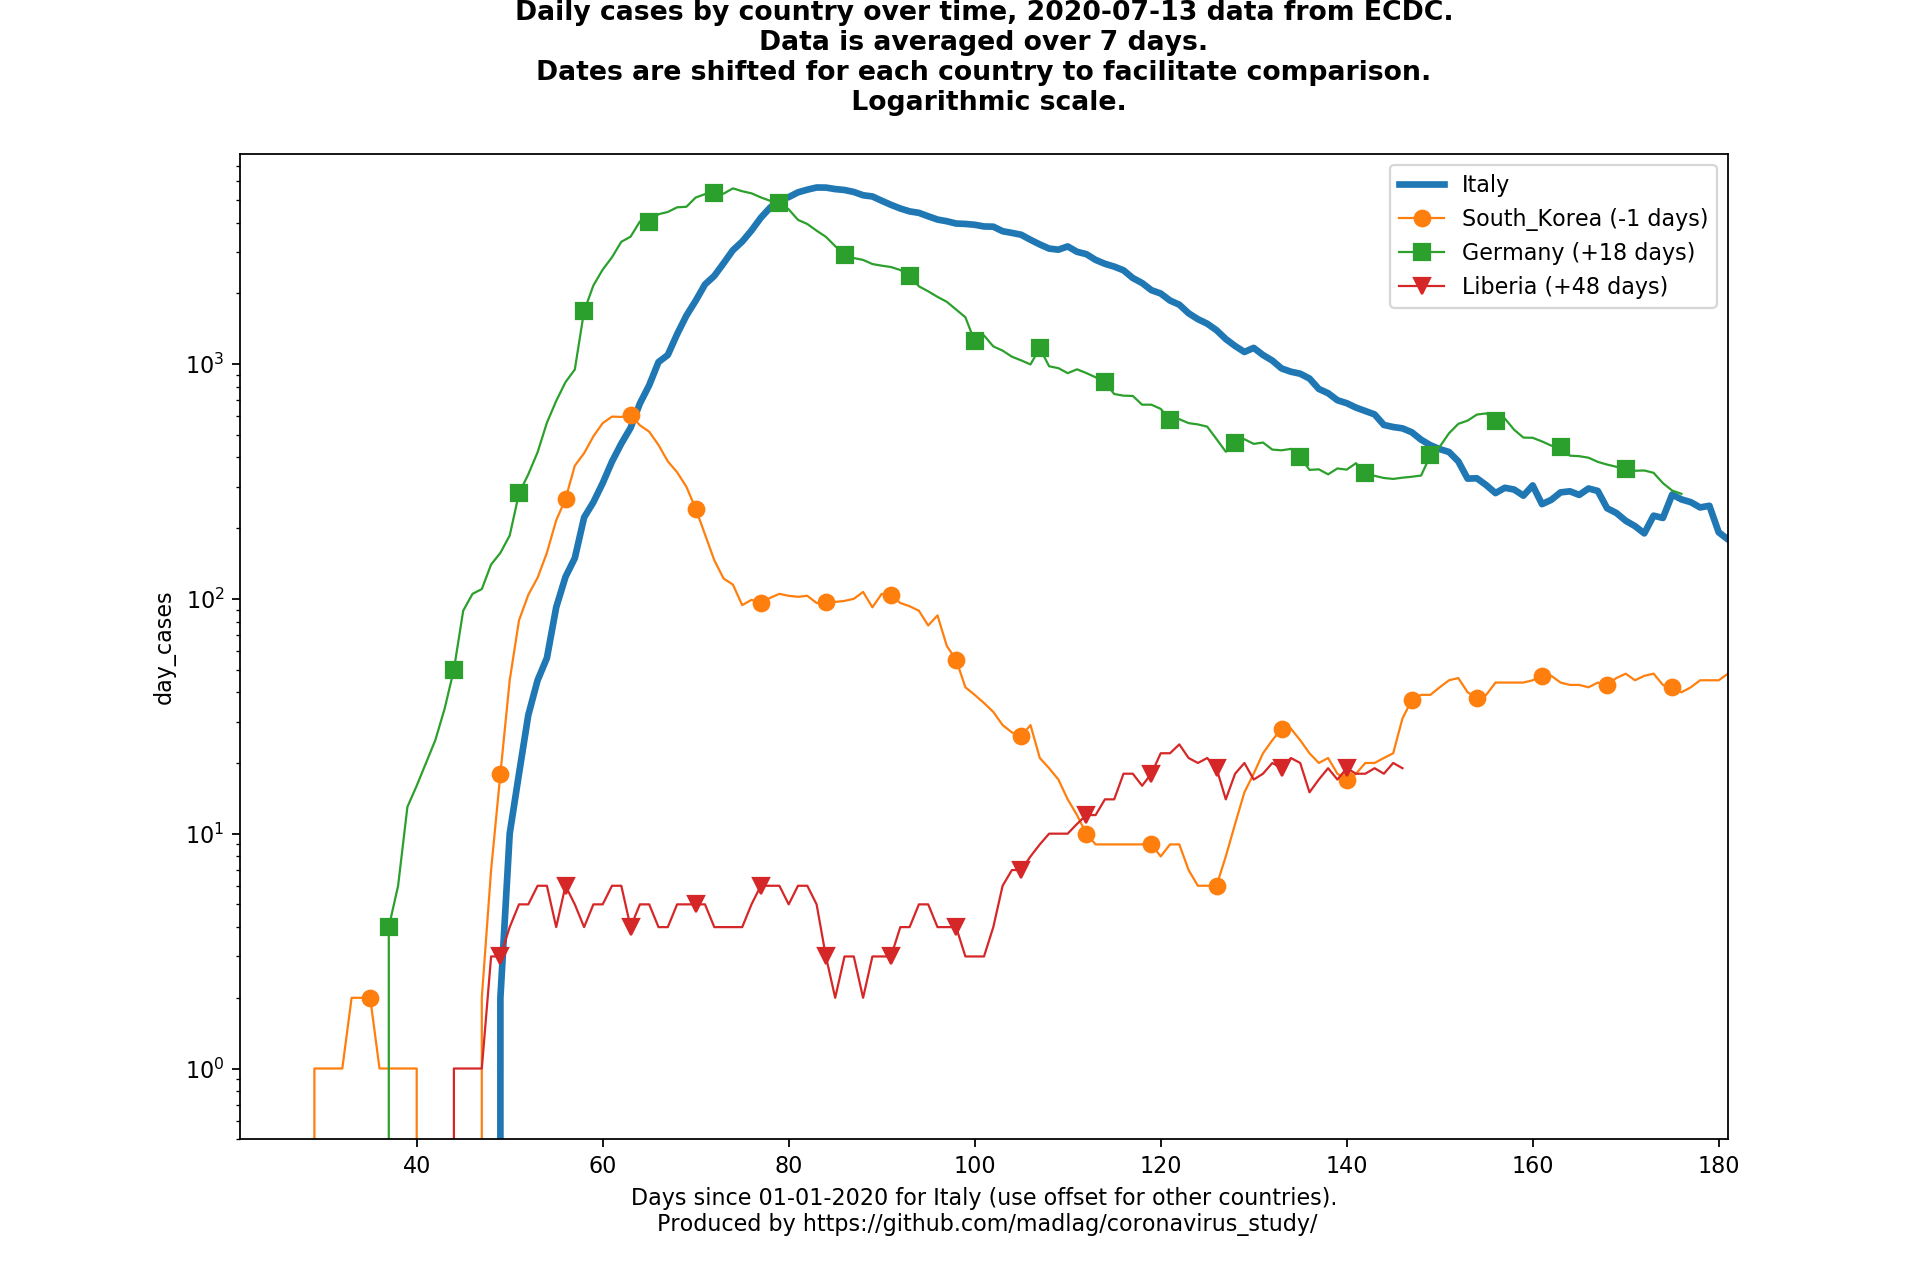 Daily cases by country over time, 2020-07-13 data from ECDC.
Data is averaged over 7 days.
Dates are shifted for each country to facilitate comparison.
Logarithmic scale.
Italy
South_Korea (-1 days)
Germany (+18 days)
Liberia (+48 days)
10³
10²
10¹
10⁰
day_cases
40 60 80 100 120 140 160 180
Days since 01-01-2020 for Italy (use offset for other countries).
Produced by https://github.com/madlag/coronavirus_study/